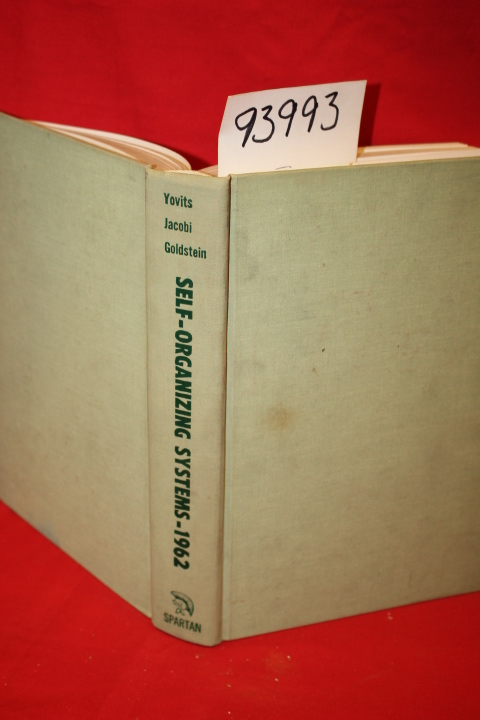 93993
Yovits
Jacobi
Goldstein
SELF-ORGANIZING SYSTEMS-1962
SPARTAN